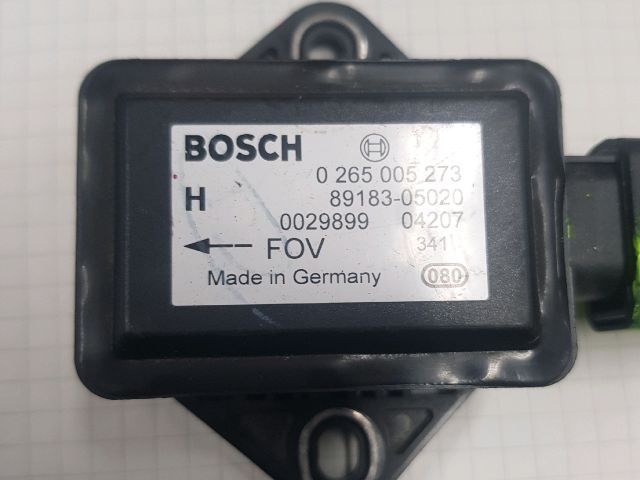 BOSCH
0 265 005 273
H 89183-05020
0029899 04207
FOV 341
Made in Germany 080